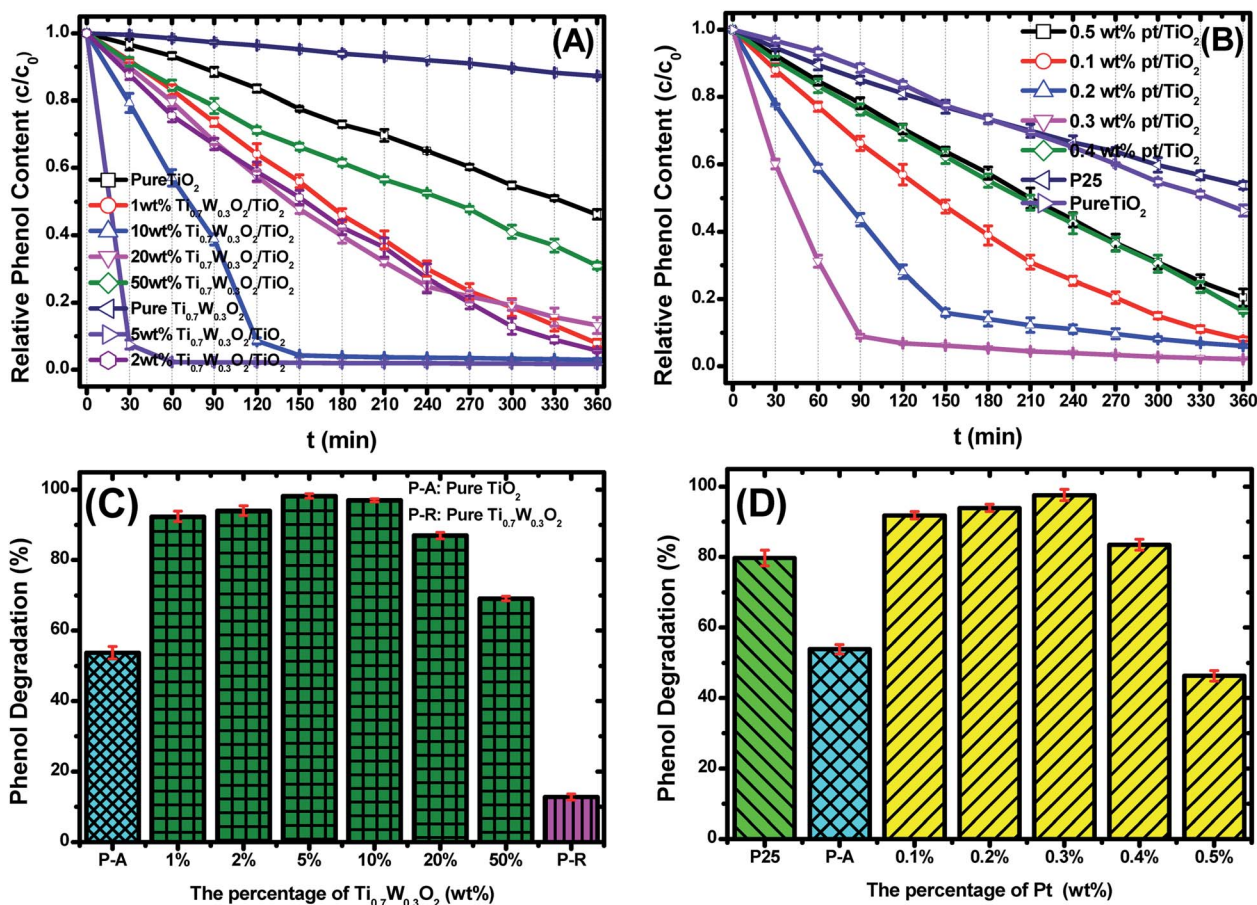 (A)
Relative Phenol Content (c/c₀)
1.0
0.8
0.6
0.4
0.2
0.0
PureTiO₂
1wt% Ti₀.₇W₀.₃O₂/TiO₂
10wt% Ti₀.₇W₀.₃O₂/TiO₂
20wt% Ti₀.₇W₀.₃O₂/TiO₂
50wt% Ti₀.₇W₀.₃O₂/TiO₂
Pure Ti₀.₇W₀.₃O₂
5wt% Ti₀.₇W₀.₃O₂/TiO₂
2wt% Ti₀.₇W₀.₃O₂/TiO₂
0 30 60 90 120 150 180 210 240 270 300 330 360
t (min)
(B)
Relative Phenol Content (c/c₀)
1.0
0.8
0.6
0.4
0.2
0.0
0.5 wt% pt/TiO₂
0.1 wt% pt/TiO₂
0.2 wt% pt/TiO₂
0.3 wt% pt/TiO₂
0.4 wt% pt/TiO₂
P25
PureTiO₂
0 30 60 90 120 150 180 210 240 270 300 330 360
t (min)
(C)
P-A: Pure TiO₂
P-R: Pure Ti₀.₇W₀.₃O₂
Phenol Degradation (%)
100
80
60
40
20
0
P-A 1% 2% 5% 10% 20% 50% P-R
The percentage of Ti₀.₇W₀.₃O₂ (wt%)
(D)
Phenol Degradation (%)
100
80
60
40
20
0
P25 P-A 0.1% 0.2% 0.3% 0.4% 0.5%
The percentage of Pt (wt%)